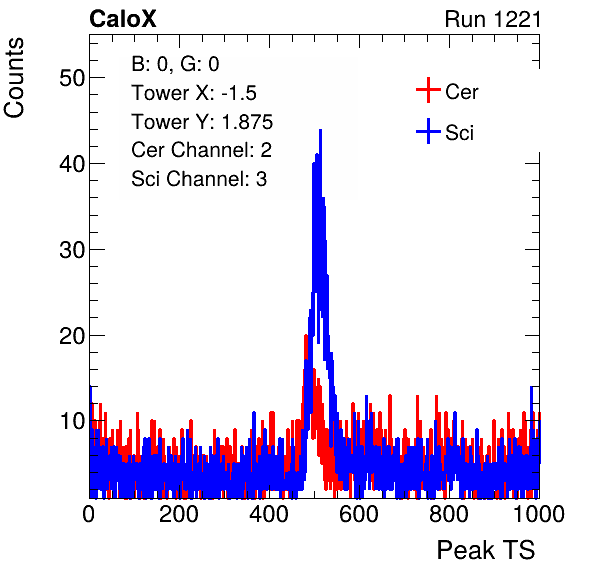 CaloX Run 1221
Counts
B: 0, G: 0
Tower X: -1.5
Tower Y: 1.875
Cer Channel: 2
Sci Channel: 3
Cer
Sci
50
40
30
20
10
0 200 400 600 800 1000
Peak TS